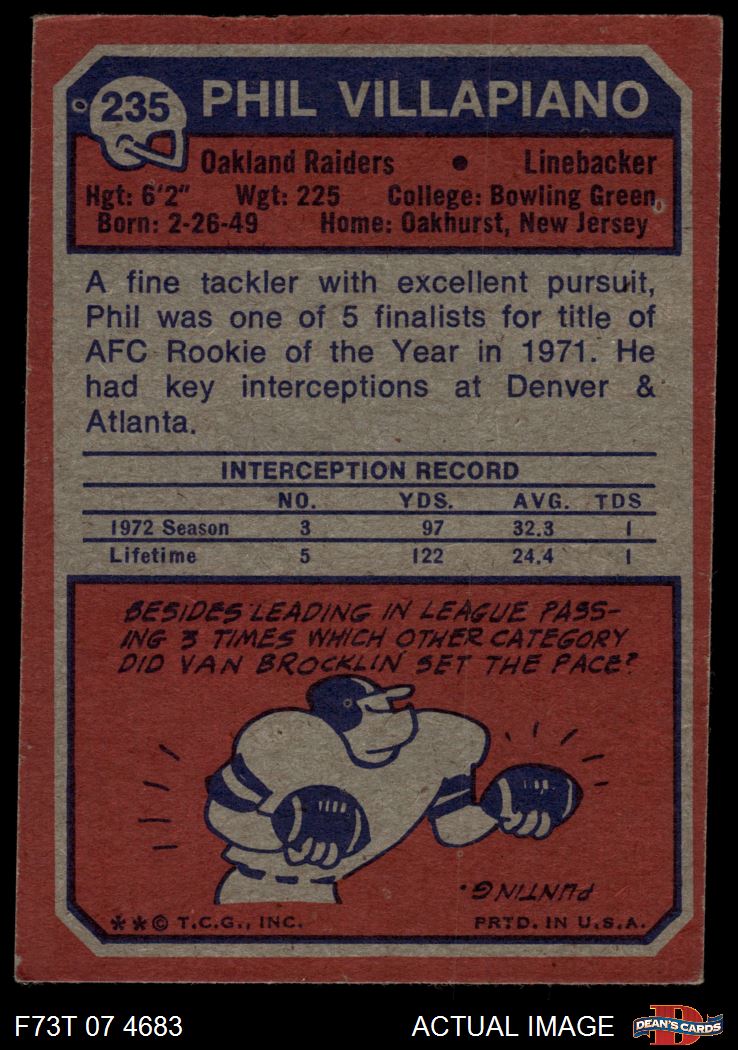 235 PHIL VILLAPIANO
Oakland Raiders • Linebacker
Hgt: 6'2" Wgt: 225 College: Bowling Green
Born: 2-26-49 Home: Oakhurst, New Jersey
A fine tackler with excellent pursuit,
Phil was one of 5 finalists for title of
AFC Rookie of the Year in 1971. He
had key interceptions at Denver &
Atlanta.
INTERCEPTION RECORD
NO. YDS. AVG. TDS
1972 Season 3 97 32.3 1
Lifetime 5 122 24.4 1
BESIDES LEADING IN LEAGUE PASS-
ING 3 TIMES WHICH OTHER CATEGORY
DID VAN BROCKLIN SET THE PACE?
PUNTING.
**© T.C.G., INC. PRTD. IN U.S.A.
F73T 07 4683 ACTUAL IMAGE DEAN'S CARDS